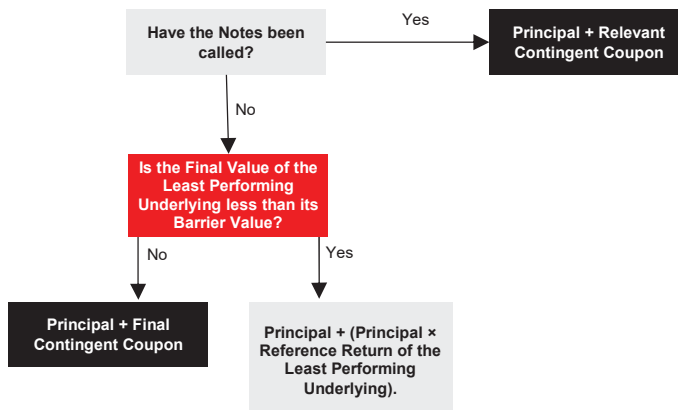 Have the Notes been
called?
Yes
Principal + Relevant
Contingent Coupon
No
Is the Final Value of the
Least Performing
Underlying less than its
Barrier Value?
No
Yes
Principal + Final
Contingent Coupon
Principal + (Principal ×
Reference Return of the
Least Performing
Underlying).